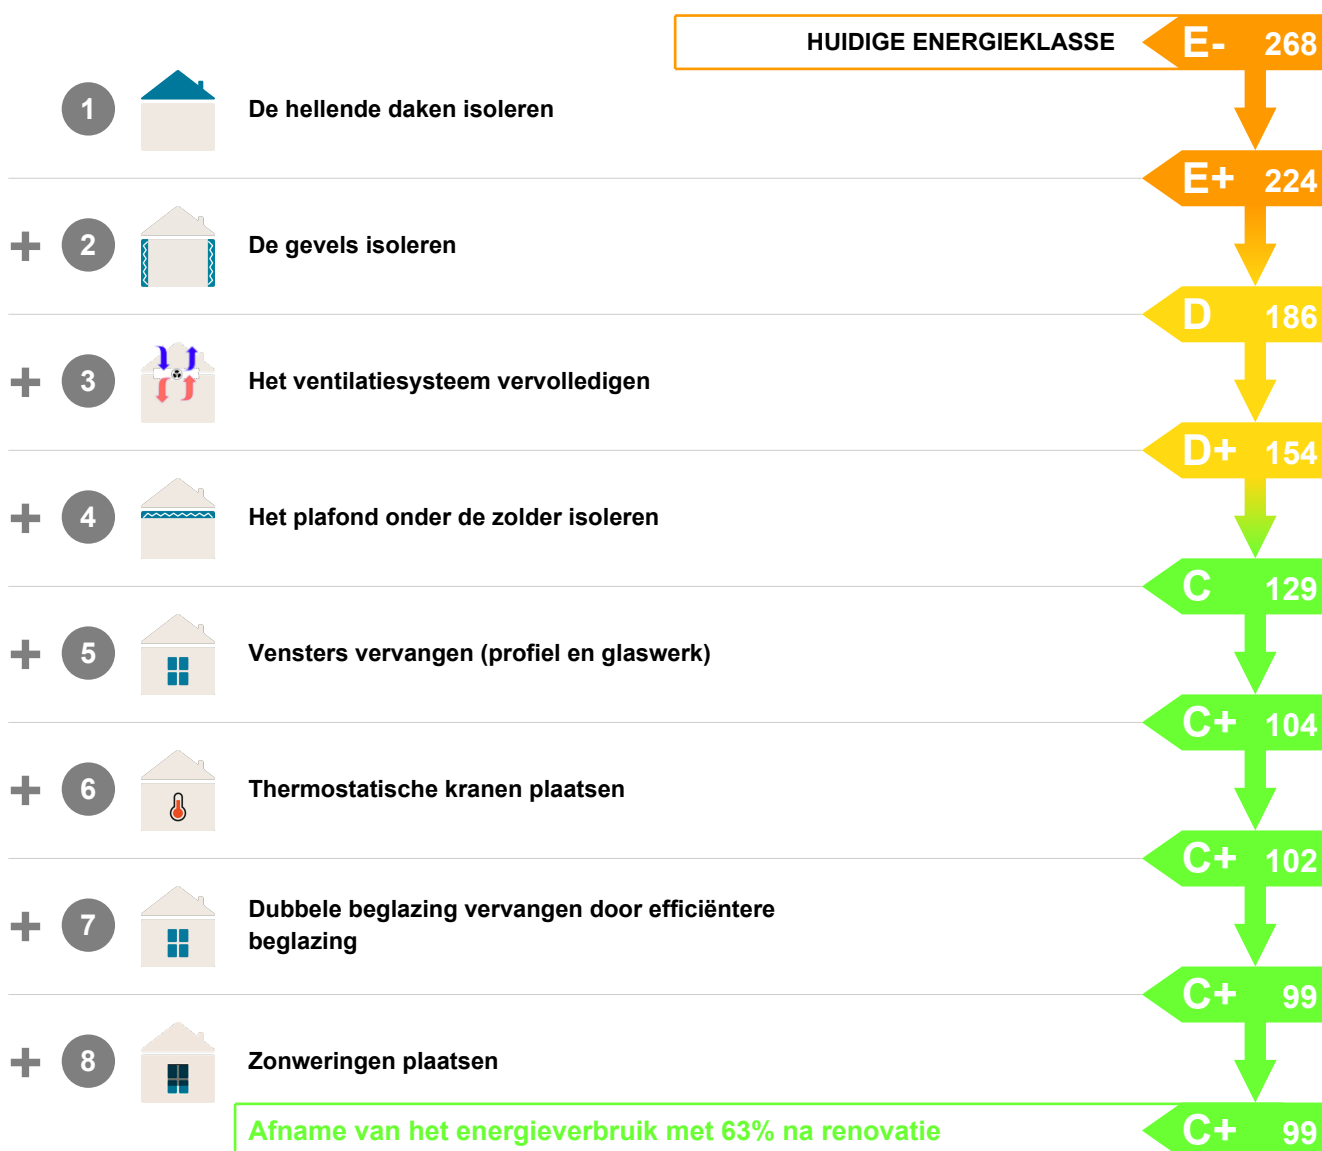 HUIDIGE ENERGIEKLASSE E- 268
1 De hellende daken isoleren
E+ 224
+ 2 De gevels isoleren
D 186
+ 3 Het ventilatiesysteem vervolledigen
D+ 154
+ 4 Het plafond onder de zolder isoleren
C 129
+ 5 Vensters vervangen (profiel en glaswerk)
C+ 104
+ 6 Thermostatische kranen plaatsen
C+ 102
+ 7 Dubbele beglazing vervangen door efficiëntere
beglazing
C+ 99
+ 8 Zonweringen plaatsen
Afname van het energieverbruik met 63% na renovatie C+ 99